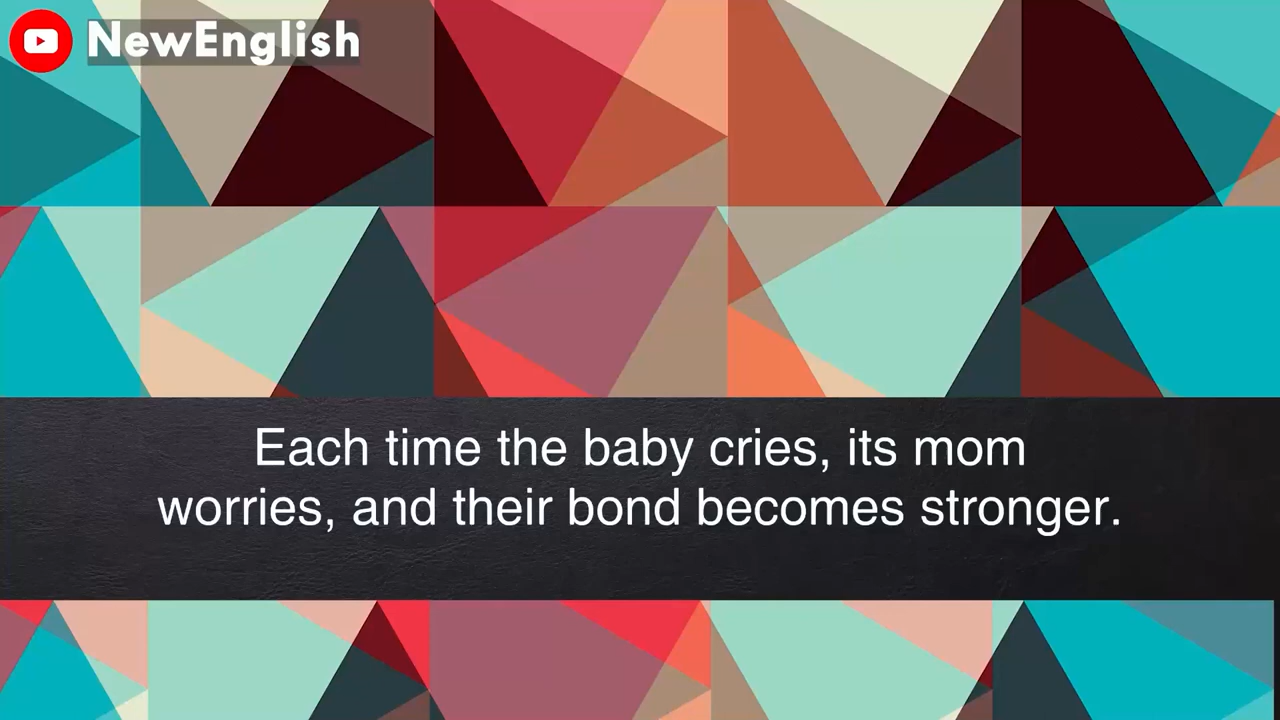 NewEnglish
Each time the baby cries, its mom
worries, and their bond becomes stronger.